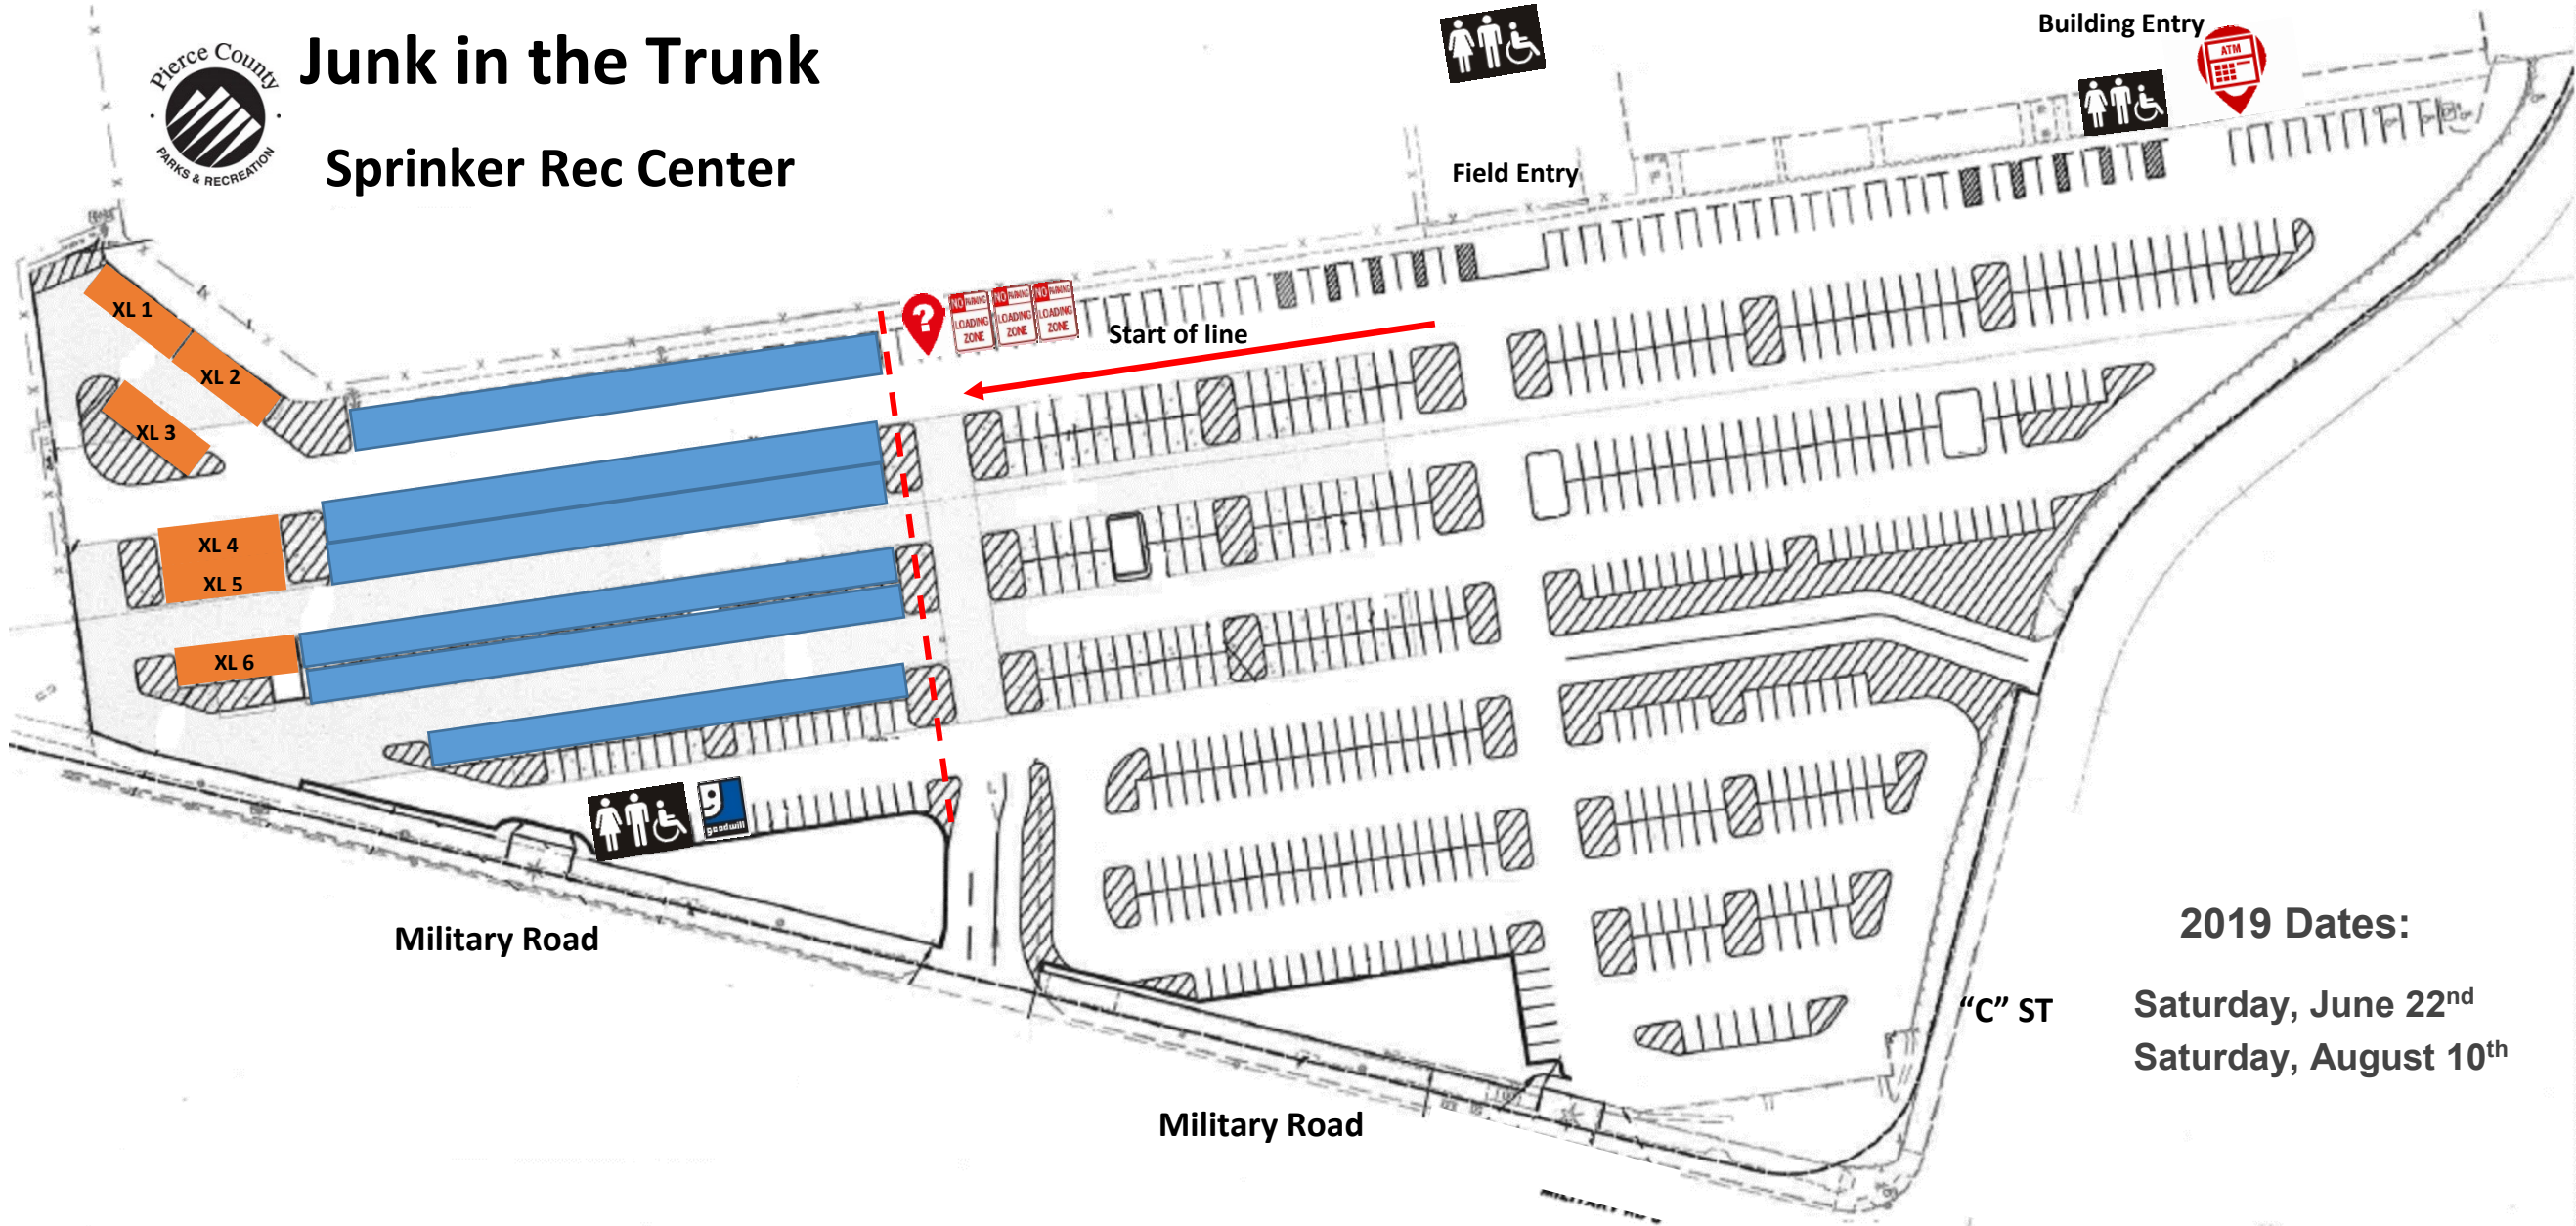 Pierce County
PARKS & RECREATION
Junk in the Trunk
Sprinker Rec Center
Building Entry
ATM
Field Entry
NO PARKING LOADING ZONE
NO PARKING LOADING ZONE
NO PARKING LOADING ZONE
?
Start of line
XL 1
XL 2
XL 3
XL 4
XL 5
XL 6
g
goodwill
Military Road
Military Road
"C" ST
2019 Dates:
Saturday, June 22nd
Saturday, August 10th